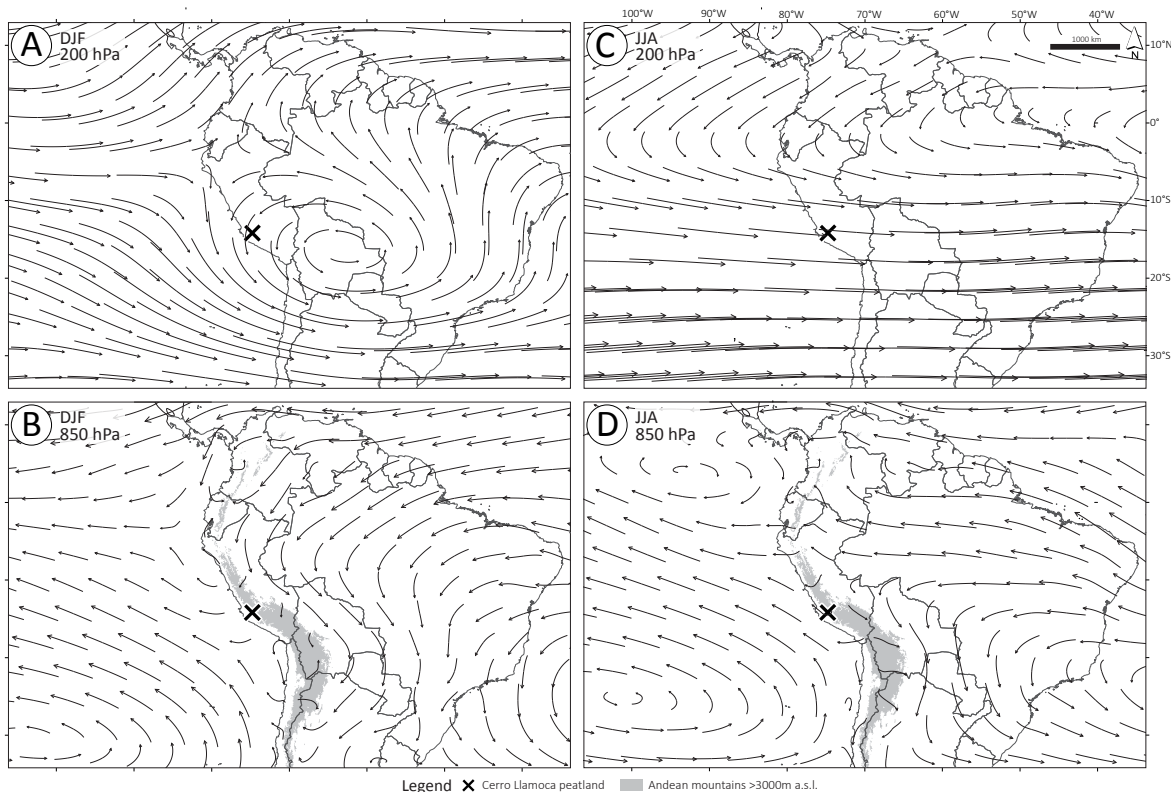 A
DJF
200 hPa
C
JJA
200 hPa
100°W
90°W
80°W
70°W
60°W
50°W
40°W
1000 km
N
10°N
0°
10°S
20°S
30°S
B
DJF
850 hPa
D
JJA
850 hPa
Legend
Cerro Llamoca peatland
Andean mountains >3000m a.s.l.